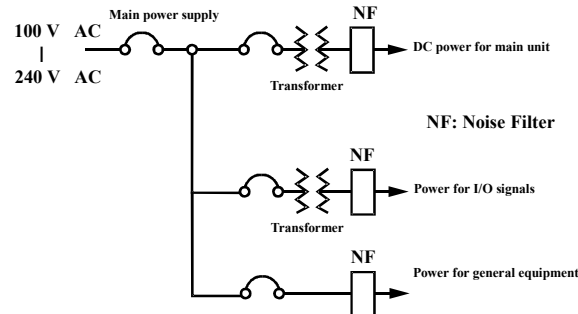 Main power supply
100 V AC
|
240 V AC
NF
DC power for main unit
Transformer
NF: Noise Filter
NF
Power for I/O signals
Transformer
NF
Power for general equipment